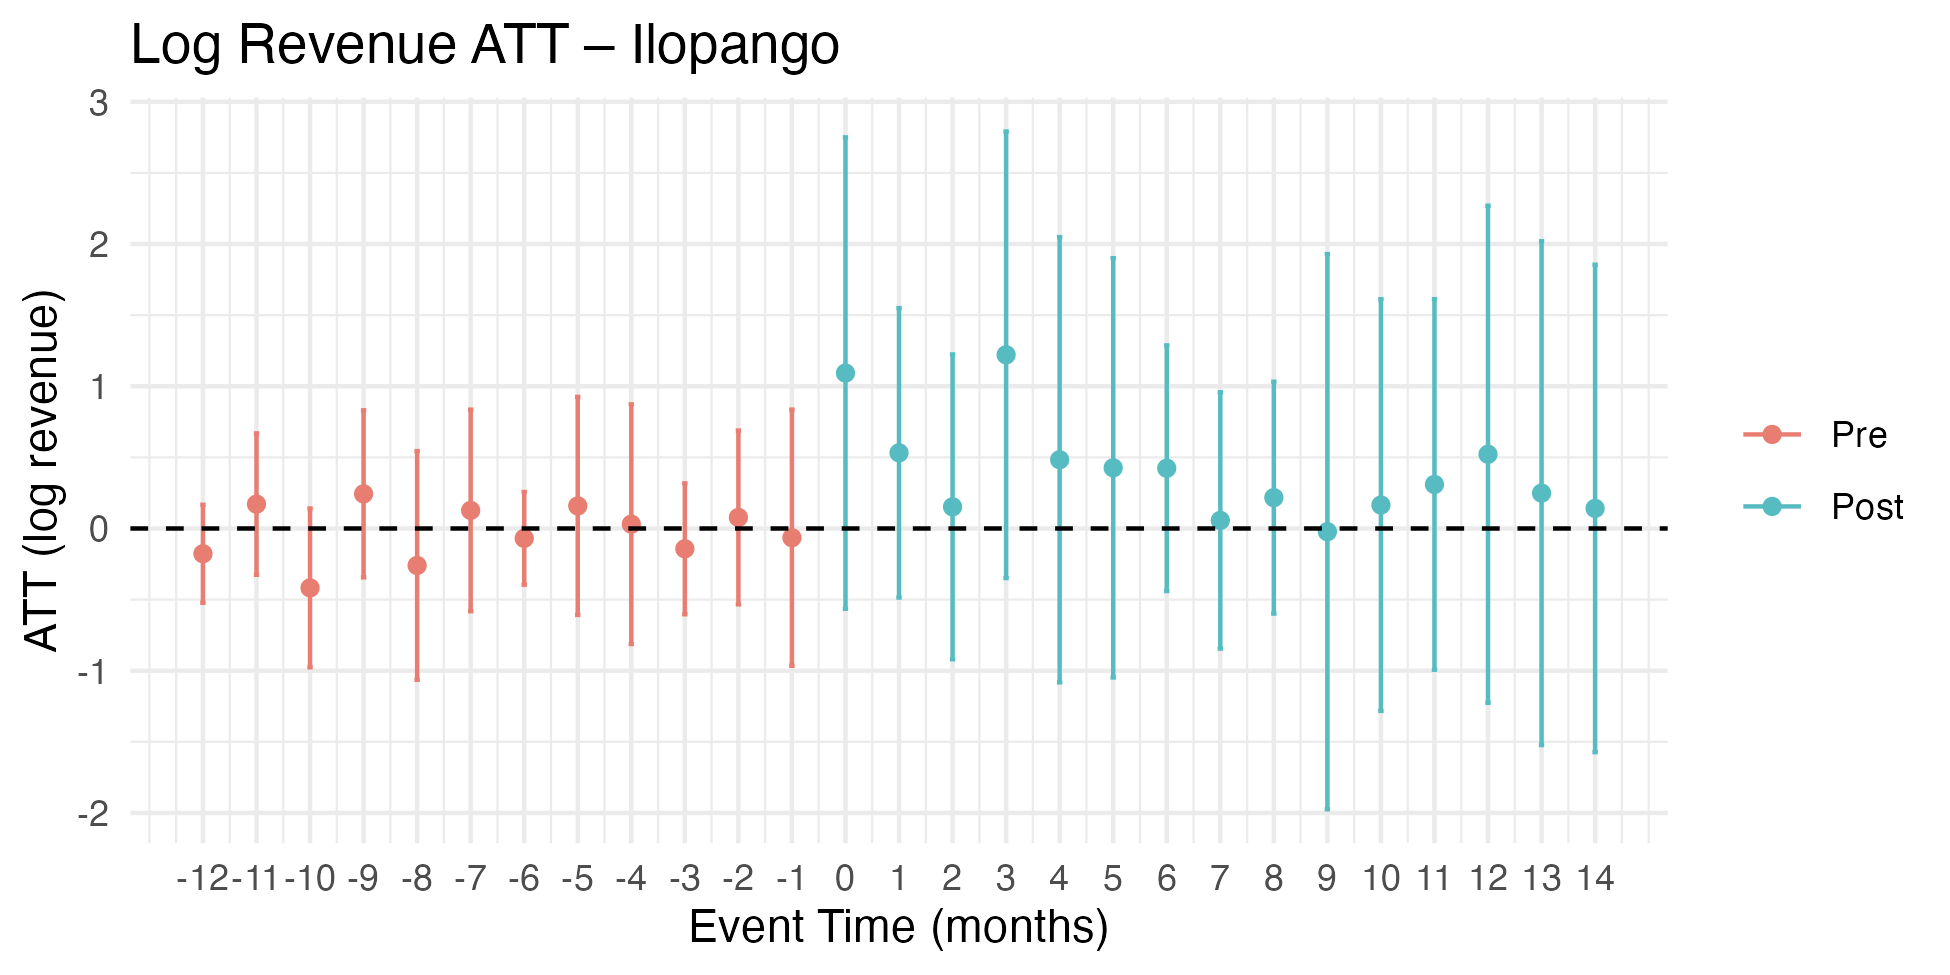 Log Revenue ATT – Ilopango
3
2
1
0
-1
-2
ATT (log revenue)
-12 -11 -10 -9 -8 -7 -6 -5 -4 -3 -2 -1 0 1 2 3 4 5 6 7 8 9 10 11 12 13 14
Event Time (months)
Pre
Post